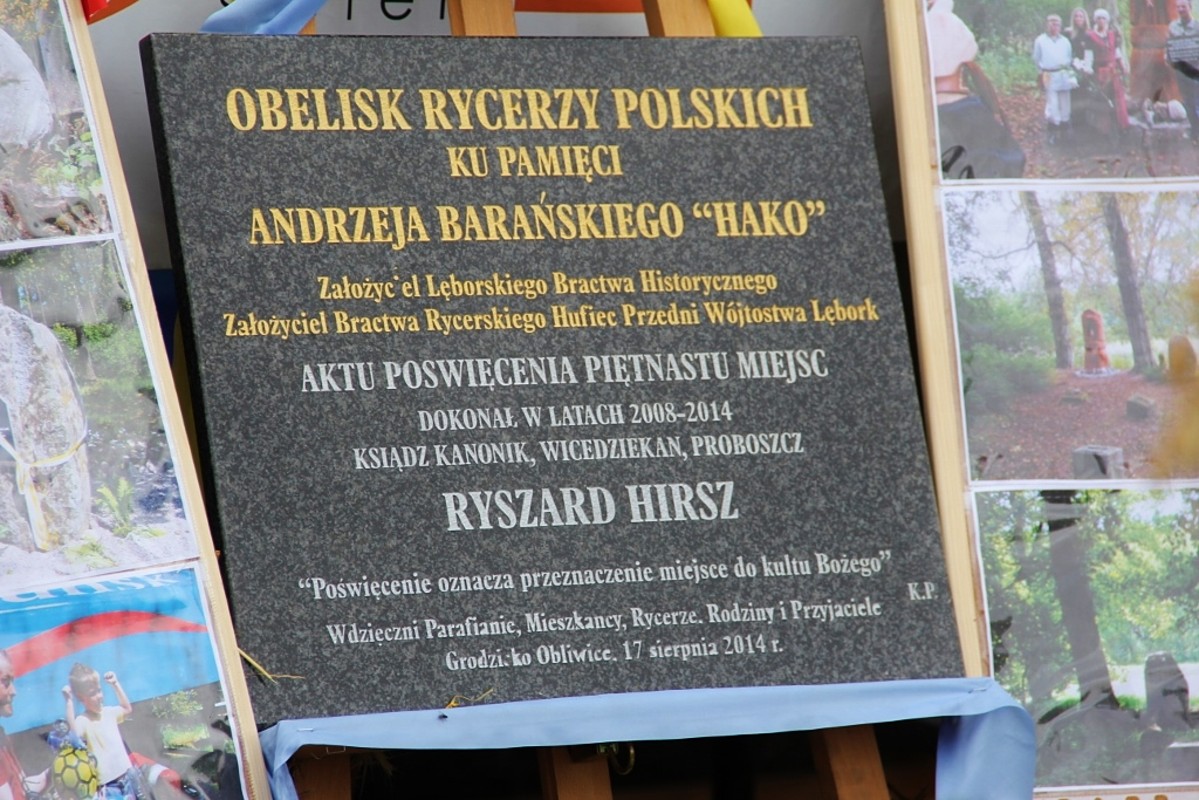 OBELISK RYCERZY POLSKICH
KU PAMIĘCI
ANDRZEJA BARAŃSKIEGO “HAKO”
Założyc el Lęborskiego Bractwa Historycznego
Założyciel Bractwa Rycerskiego Hufiec Przedni Wójtostwa Lębork
AKTU POSWIĘCENIA PIĘTNASTU MIEJSC
DOKONAŁ W LATACH 2008-2014
KSIĄDZ KANONIK, WICEDZIEKAN, PROBOSZCZ
RYSZARD HIRSZ
“Poświęcenie oznacza przeznaczenie miejsce do kultu Bożego”
K.P.
Wdzięczni Parafianie, Mieszkancy, Rycerze. Rodziny i Przyjaciele
Grodzisko Obliwice. 17 sierpnia 2014 r.